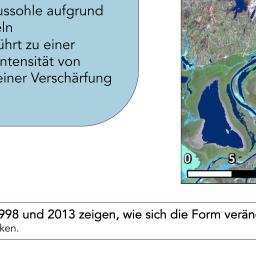 ussohle aufgrund
eln
ührt zu einer
ntensität von
einer Verschärfung
0 5
998 und 2013 zeigen, wie sich die Form verän
ken.